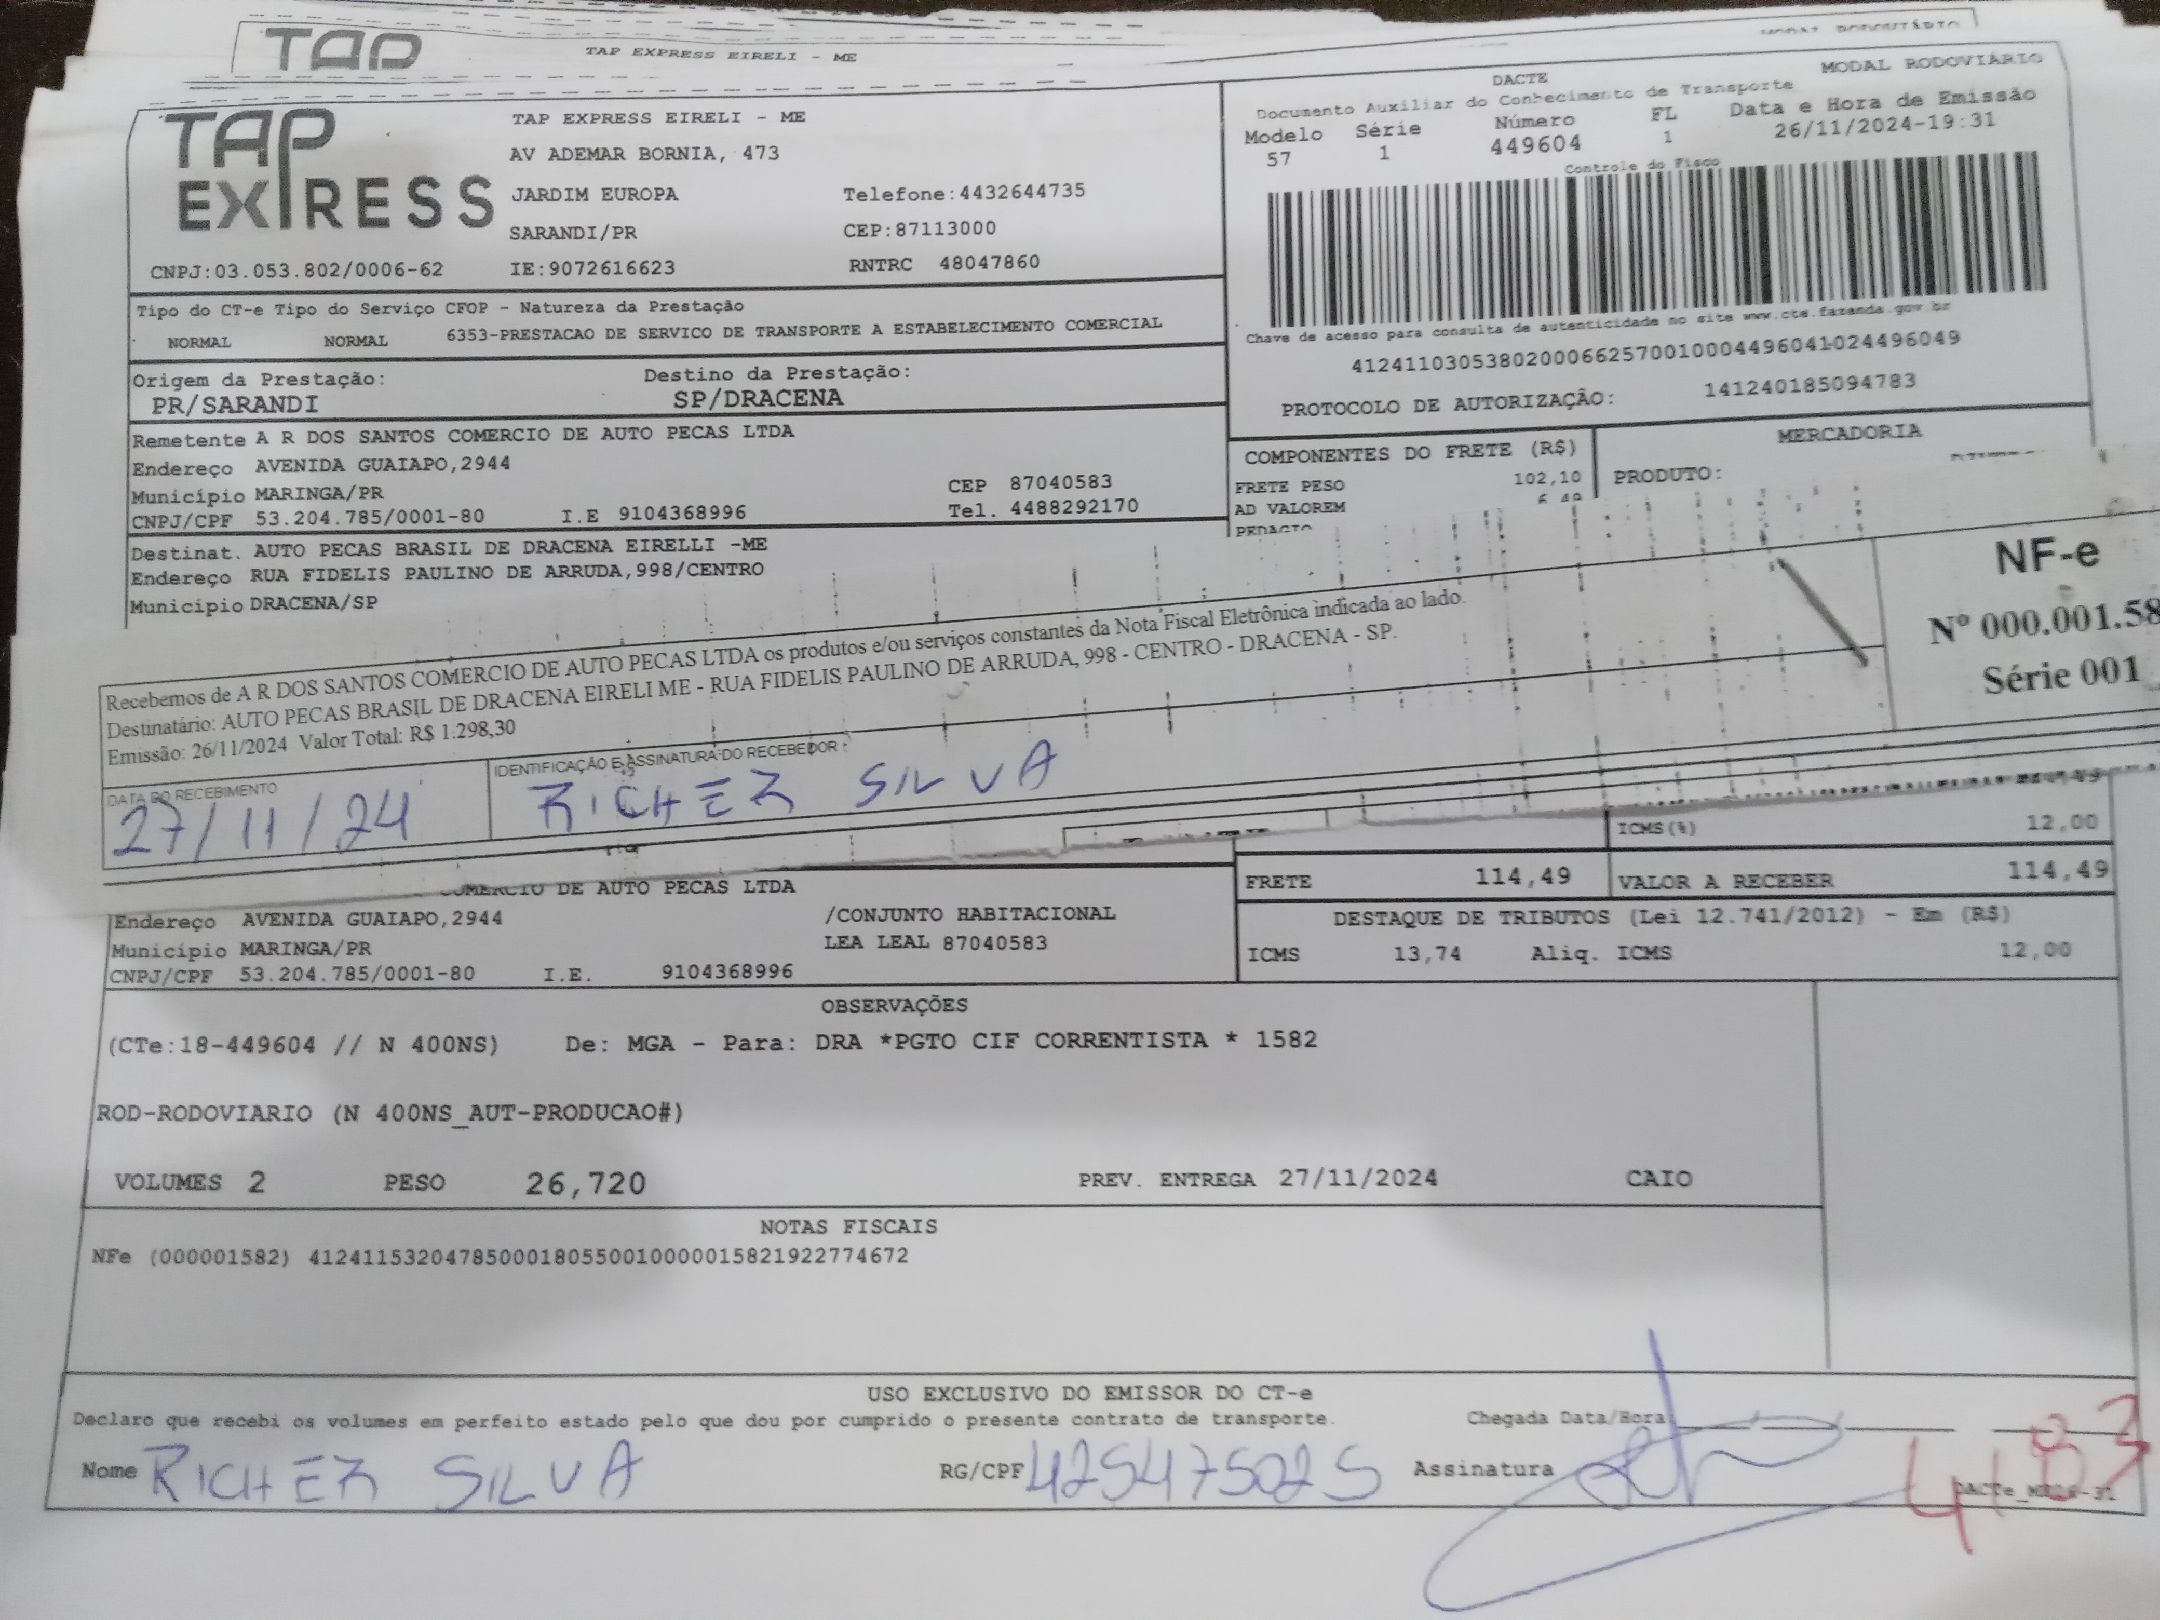 TAP
TAP EXPRESS EIRELI - ME
TAP EXPRESS
TAP EXPRESS EIRELI - ME
AV ADEMAR BORNIA, 473
JARDIM EUROPA Telefone:4432644735
SARANDI/PR CEP:87113000
CNPJ:03.053.802/0006-62 IE:9072616623 RNTRC 48047860
DACTE MODAL RODOVIÁRIO
Documento Auxiliar do Conhecimento de Transporte
Modelo Série Número FL Data e Hora de Emissão
57 1 449604 1 26/11/2024-19:31
Controle do Fisco
Chave de acesso para consulta de autenticidade no site www.cte.fazenda.gov.br
41241103053802000662570010004496041024496049
PROTOCOLO DE AUTORIZAÇÃO: 141240185094783
Tipo do CT-e Tipo do Serviço CFOP - Natureza da Prestação
NORMAL NORMAL 6353-PRESTACAO DE SERVICO DE TRANSPORTE A ESTABELECIMENTO COMERCIAL
Origem da Prestação: Destino da Prestação:
PR/SARANDI SP/DRACENA
Remetente A R DOS SANTOS COMERCIO DE AUTO PECAS LTDA
Endereço AVENIDA GUAIAPO,2944
Município MARINGA/PR CEP 87040583
CNPJ/CPF 53.204.785/0001-80 I.E 9104368996 Tel. 4488292170
COMPONENTES DO FRETE (R$) MERCADORIA
FRETE PESO 102,10 PRODUTO:
AD VALOREM
Destinat. AUTO PECAS BRASIL DE DRACENA EIRELLI -ME
Endereço RUA FIDELIS PAULINO DE ARRUDA,998/CENTRO
Município DRACENA/SP
Recebemos de A R DOS SANTOS COMERCIO DE AUTO PECAS LTDA os produtos e/ou serviços constantes da Nota Fiscal Eletrônica indicada ao lado.
Destinatário: AUTO PECAS BRASIL DE DRACENA EIRELI ME - RUA FIDELIS PAULINO DE ARRUDA, 998 - CENTRO - DRACENA - SP.
Emissão: 26/11/2024 Valor Total: R$ 1.298,30
NF-e
Nº 000.001.58
Série 001
DATA DO RECEBIMENTO IDENTIFICAÇÃO E ASSINATURA DO RECEBEDOR
27/11/24 RICHER SILVA
ICMS(%) 12,00
FRETE 114,49 VALOR A RECEBER 114,49
DESTAQUE DE TRIBUTOS (Lei 12.741/2012) - Em (R$)
ICMS 13,74 Aliq. ICMS 12,00
COMERCIO DE AUTO PECAS LTDA
Endereço AVENIDA GUAIAPO,2944 /CONJUNTO HABITACIONAL
Município MARINGA/PR LEA LEAL 87040583
CNPJ/CPF 53.204.785/0001-80 I.E. 9104368996
OBSERVAÇÕES
(CTe:18-449604 // N 400NS) De: MGA - Para: DRA *PGTO CIF CORRENTISTA * 1582
ROD-RODOVIARIO (N 400NS_AUT-PRODUCAO#)
VOLUMES 2 PESO 26,720 PREV. ENTREGA 27/11/2024 CAIO
NOTAS FISCAIS
NFe (000001582) 41241153204785000180550010000015821922774672
USO EXCLUSIVO DO EMISSOR DO CT-e
Declaro que recebi os volumes em perfeito estado pelo que dou por cumprido o presente contrato de transporte. Chegada Data/Hora
Nome RICHER SILVA RG/CPF 425475025 Assinatura